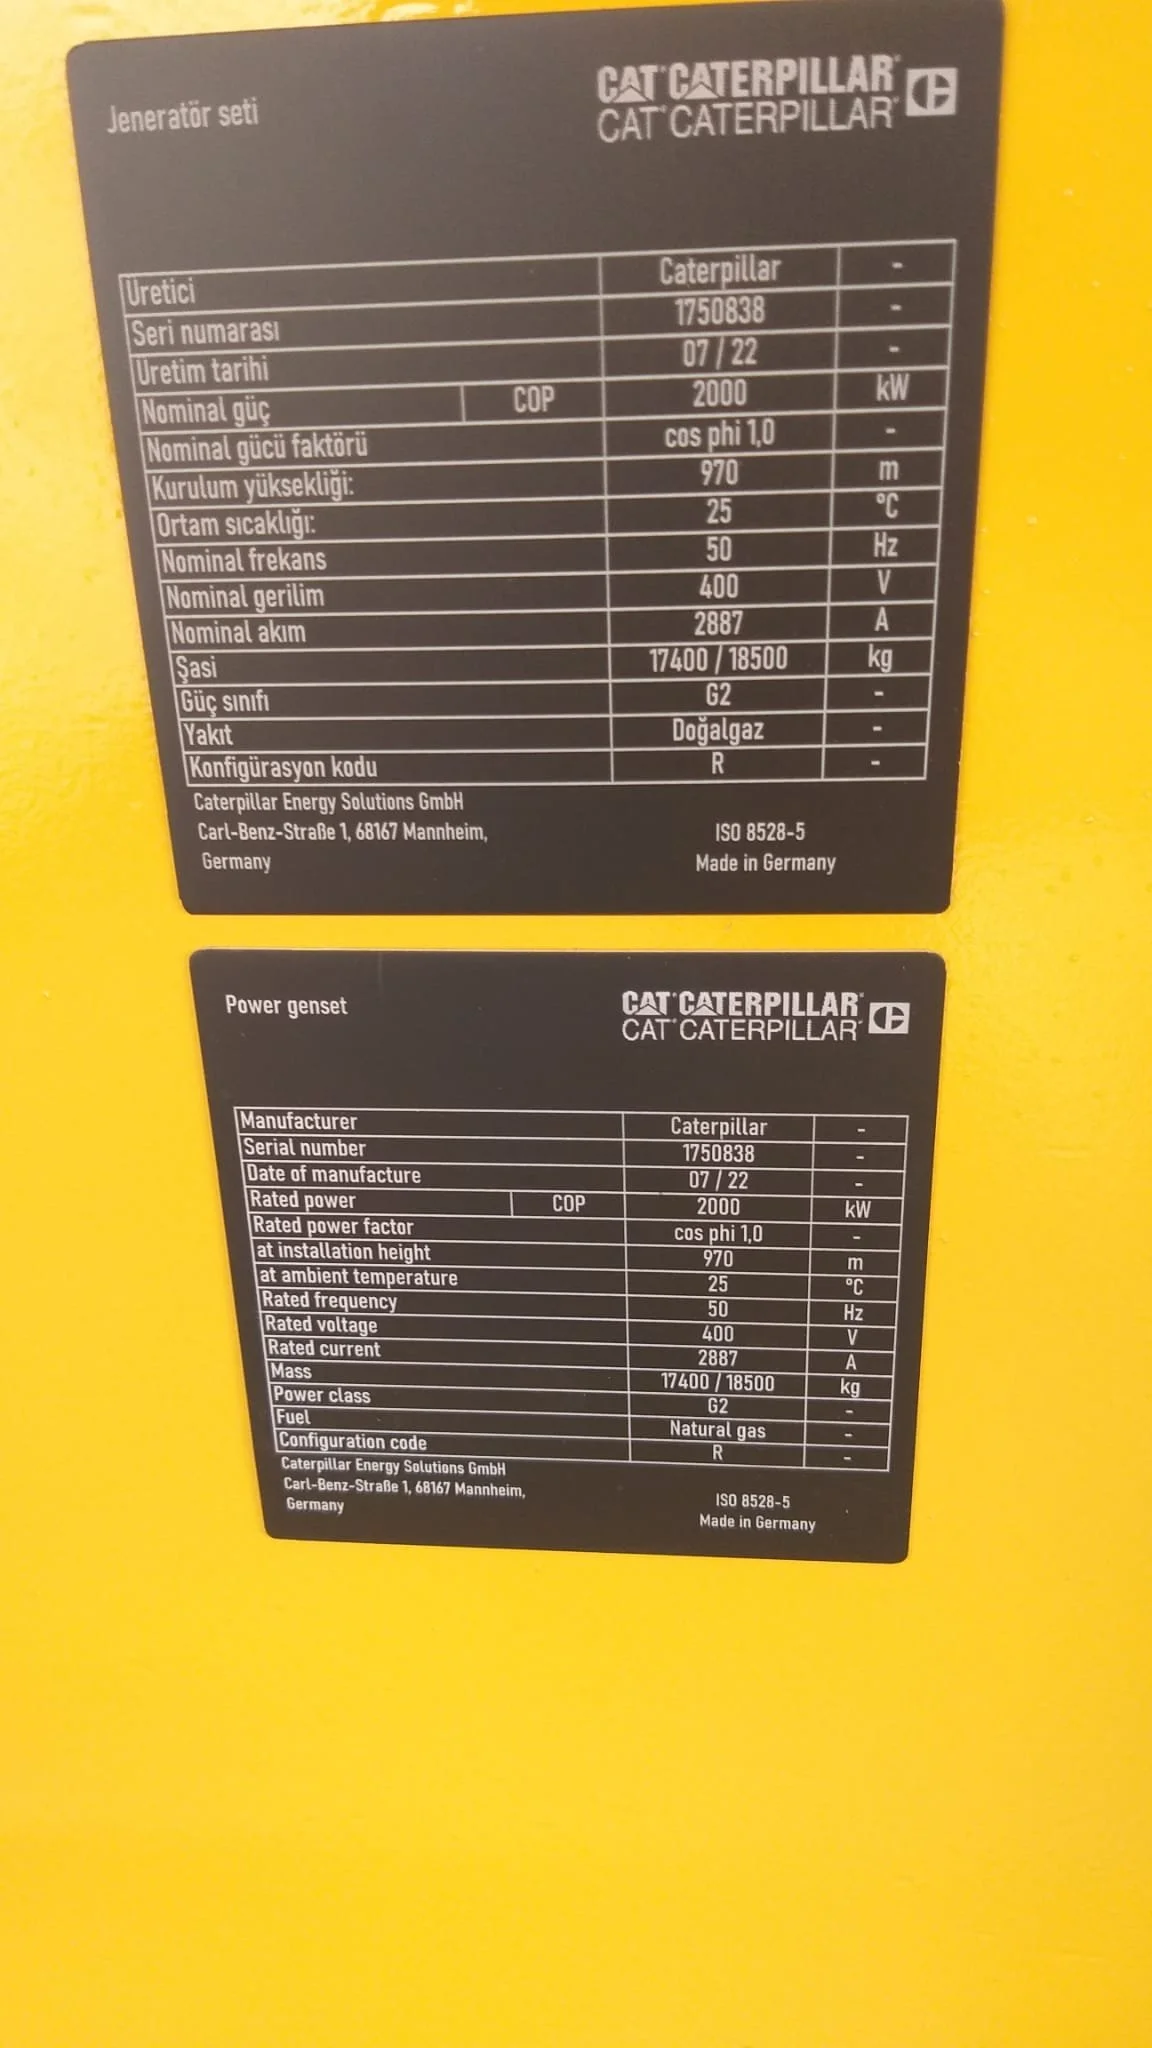 Jeneratör seti
CAT CATERPILLAR
CAT CATERPILLAR
Üretici Caterpillar -
Seri numarası 1750838 -
Üretim tarihi 07 / 22 -
Nominal güç COP 2000 kW
Nominal gücü faktörü cos phi 1,0 -
Kurulum yüksekliği: 970 m
Ortam sıcaklığı: 25 °C
Nominal frekans 50 Hz
Nominal gerilim 400 V
Nominal akım 2887 A
Şasi 17400 / 18500 kg
Güç sınıfı G2 -
Yakıt Doğalgaz -
Konfigürasyon kodu R -
Caterpillar Energy Solutions GmbH
Carl-Benz-Straße 1, 68167 Mannheim, ISO 8528-5
Germany Made in Germany
Power genset
CAT CATERPILLAR
CAT CATERPILLAR
Manufacturer Caterpillar -
Serial number 1750838 -
Date of manufacture 07 / 22 -
Rated power COP 2000 kW
Rated power factor cos phi 1,0 -
at installation height 970 m
at ambient temperature 25 °C
Rated frequency 50 Hz
Rated voltage 400 V
Rated current 2887 A
Mass 17400 / 18500 kg
Power class G2 -
Fuel Natural gas -
Configuration code R -
Caterpillar Energy Solutions GmbH
Carl-Benz-Straße 1, 68167 Mannheim, ISO 8528-5
Germany Made in Germany